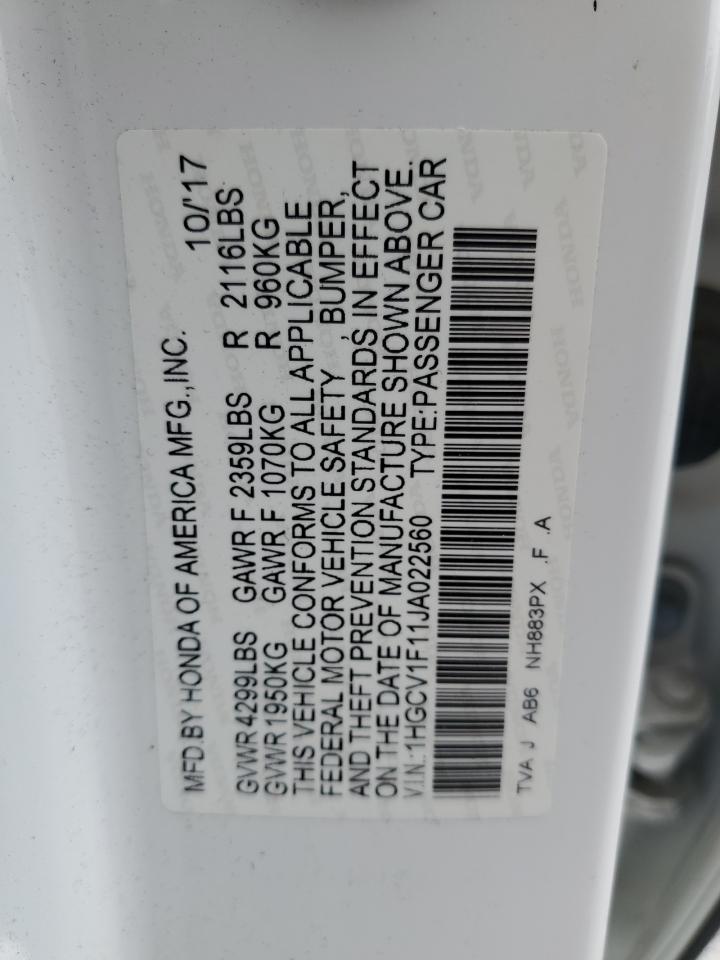 MFD.BY HONDA OF AMERICA MFG.,INC. 10/'17
GVWR 4299LBS GAWR F 2359LBS R 2116LBS
GVWR 1950KG GAWR F 1070KG R 960KG
THIS VEHICLE CONFORMS TO ALL APPLICABLE
FEDERAL MOTOR VEHICLE SAFETY , BUMPER,
AND THEFT PREVENTION STANDARDS IN EFFECT
ON THE DATE OF MANUFACTURE SHOWN ABOVE.
V.I.N.:1HGCV1F11JA022560 TYPE:PASSENGER CAR
TVA J AB6 NH883PX .F .A